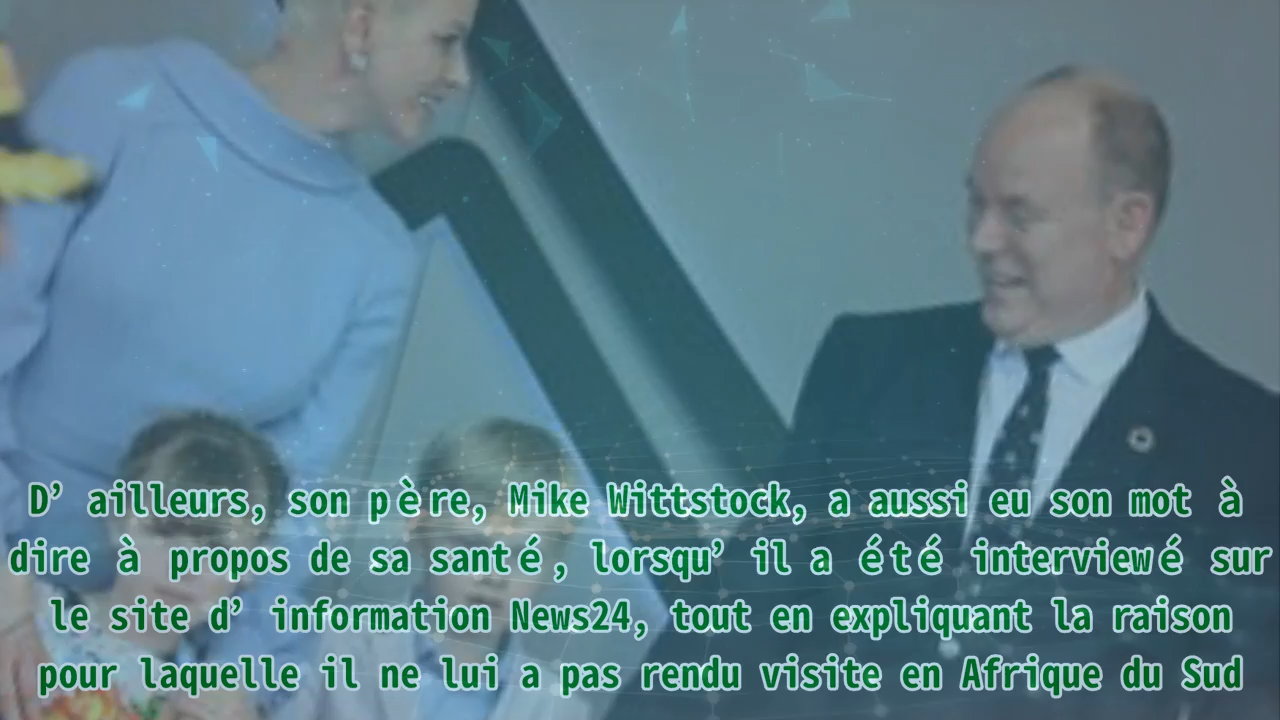 D’ ailleurs, son père, Mike Wittstock, a aussi eu son mot à
dire à propos de sa santé, lorsqu’ il a été interviewé sur
le site d’ information News24, tout en expliquant la raison
pour laquelle il ne lui a pas rendu visite en Afrique du Sud